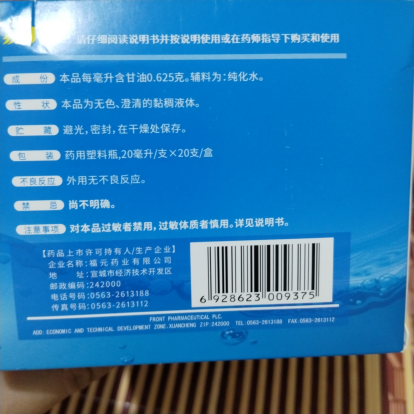 请仔细阅读说明书并按说明使用或在药师指导下购买和使用
成 份 本品每毫升含甘油0.625克。辅料为:纯化水。
性 状 本品为无色、澄清的黏稠液体。
贮 藏 避光,密封,在干燥处保存。
包 装 药用塑料瓶,20毫升/支×20支/盒
不良反应 外用无不良反应。
禁 忌 尚不明确。
注意事项 对本品过敏者禁用,过敏体质者慎用。详见说明书。
【药品上市许可持有人/生产企业】
企业名称:福元药业有限公司
地 址:宣城市经济技术开发区
邮政编码:242000
电话号码:0563-2613188
传真号码:0563-2613112
6 928623 009375
FRONT PHARMACEUTICAL PLC.
ADD: ECONOMIC AND TECHNICAL DEVELOPMENT ZONE.XUANCHENG ZIP:242000 TEL:0563-2613188 FAX:0563-2613112